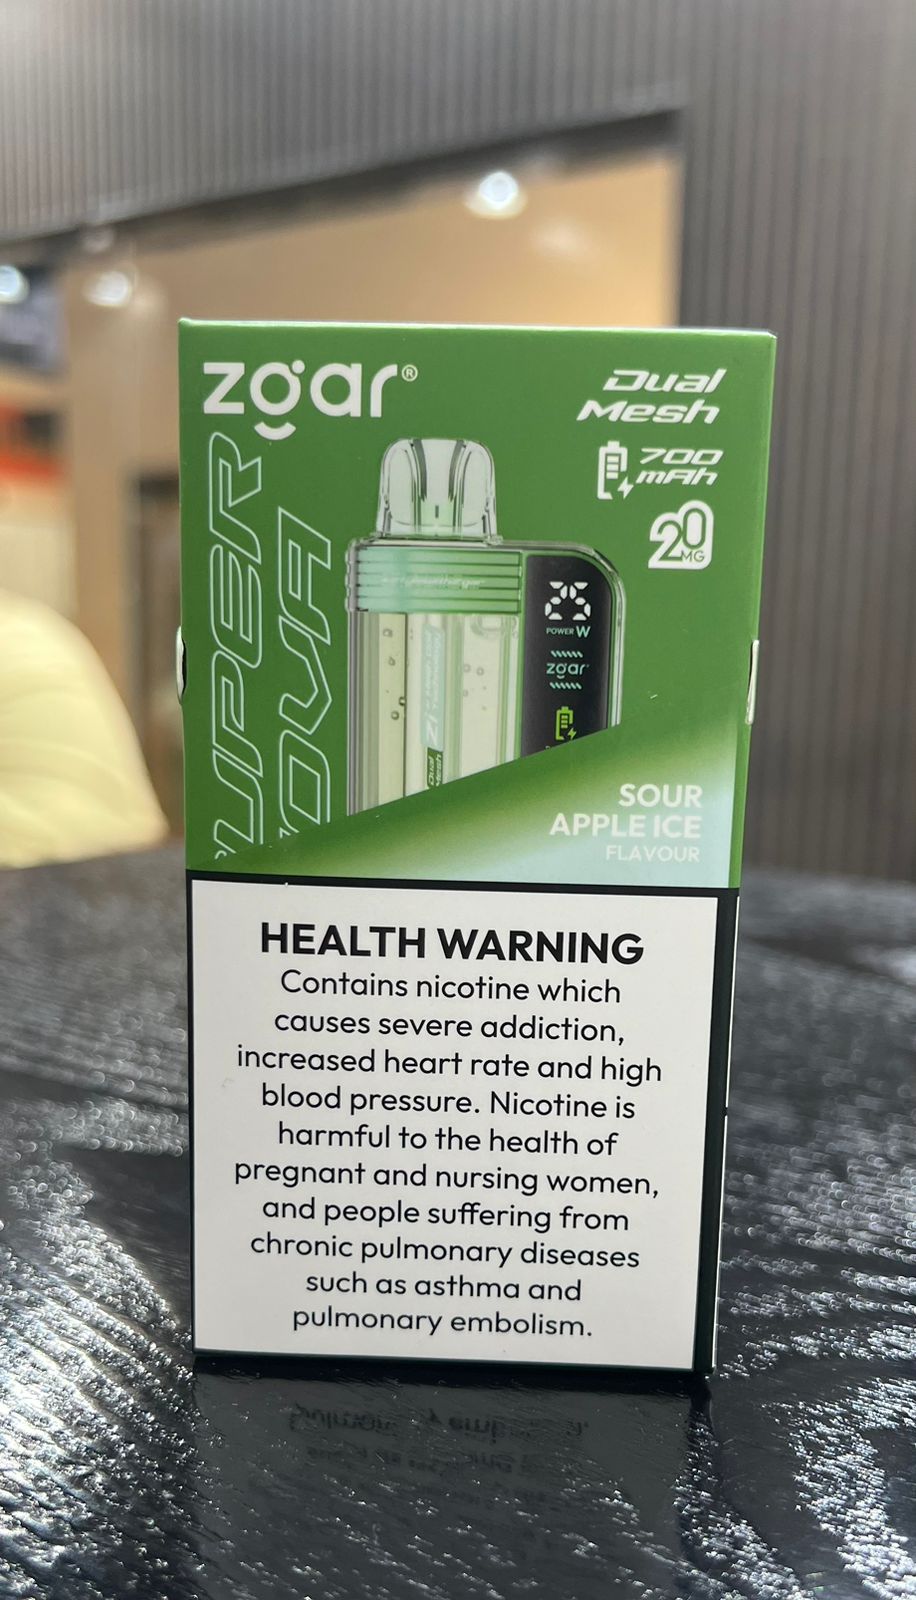 zgar®
Dual
Mesh
700
mAh
20
MG
SUPER
NOVA
25
POWER W
zgar
Dual
Mesh
SOUR
APPLE ICE
FLAVOUR
HEALTH WARNING
Contains nicotine which
causes severe addiction,
increased heart rate and high
blood pressure. Nicotine is
harmful to the health of
pregnant and nursing women,
and people suffering from
chronic pulmonary diseases
such as asthma and
pulmonary embolism.